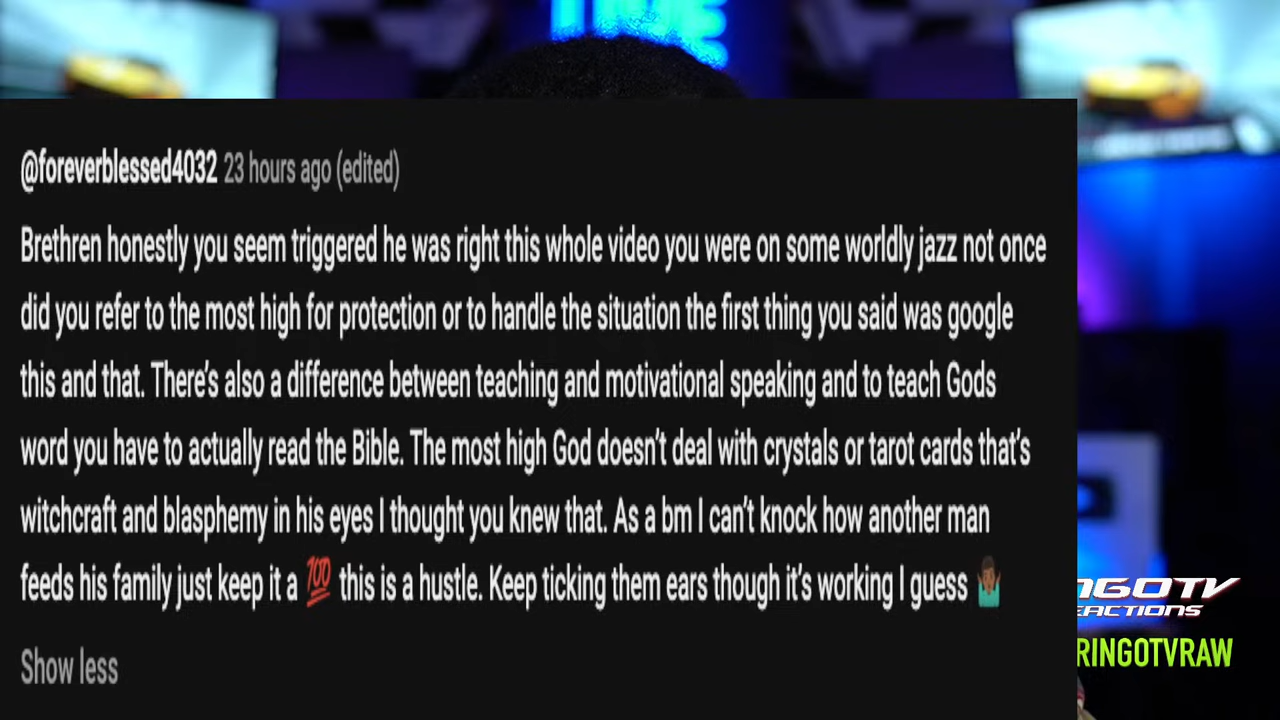 LIVE
@foreverblessed4032 23 hours ago (edited)
Brethren honestly you seem triggered he was right this whole video you were on some worldly jazz not once
did you refer to the most high for protection or to handle the situation the first thing you said was google
this and that. There's also a difference between teaching and motivational speaking and to teach Gods
word you have to actually read the Bible. The most high God doesn't deal with crystals or tarot cards that's
witchcraft and blasphemy in his eyes I thought you knew that. As a bm I can't knock how another man
feeds his family just keep it a 💯 this is a hustle. Keep ticking them ears though it's working I guess 🤷🏾‍♂️
Show less
NGOTV
EACTIONS
RINGOTVRAW